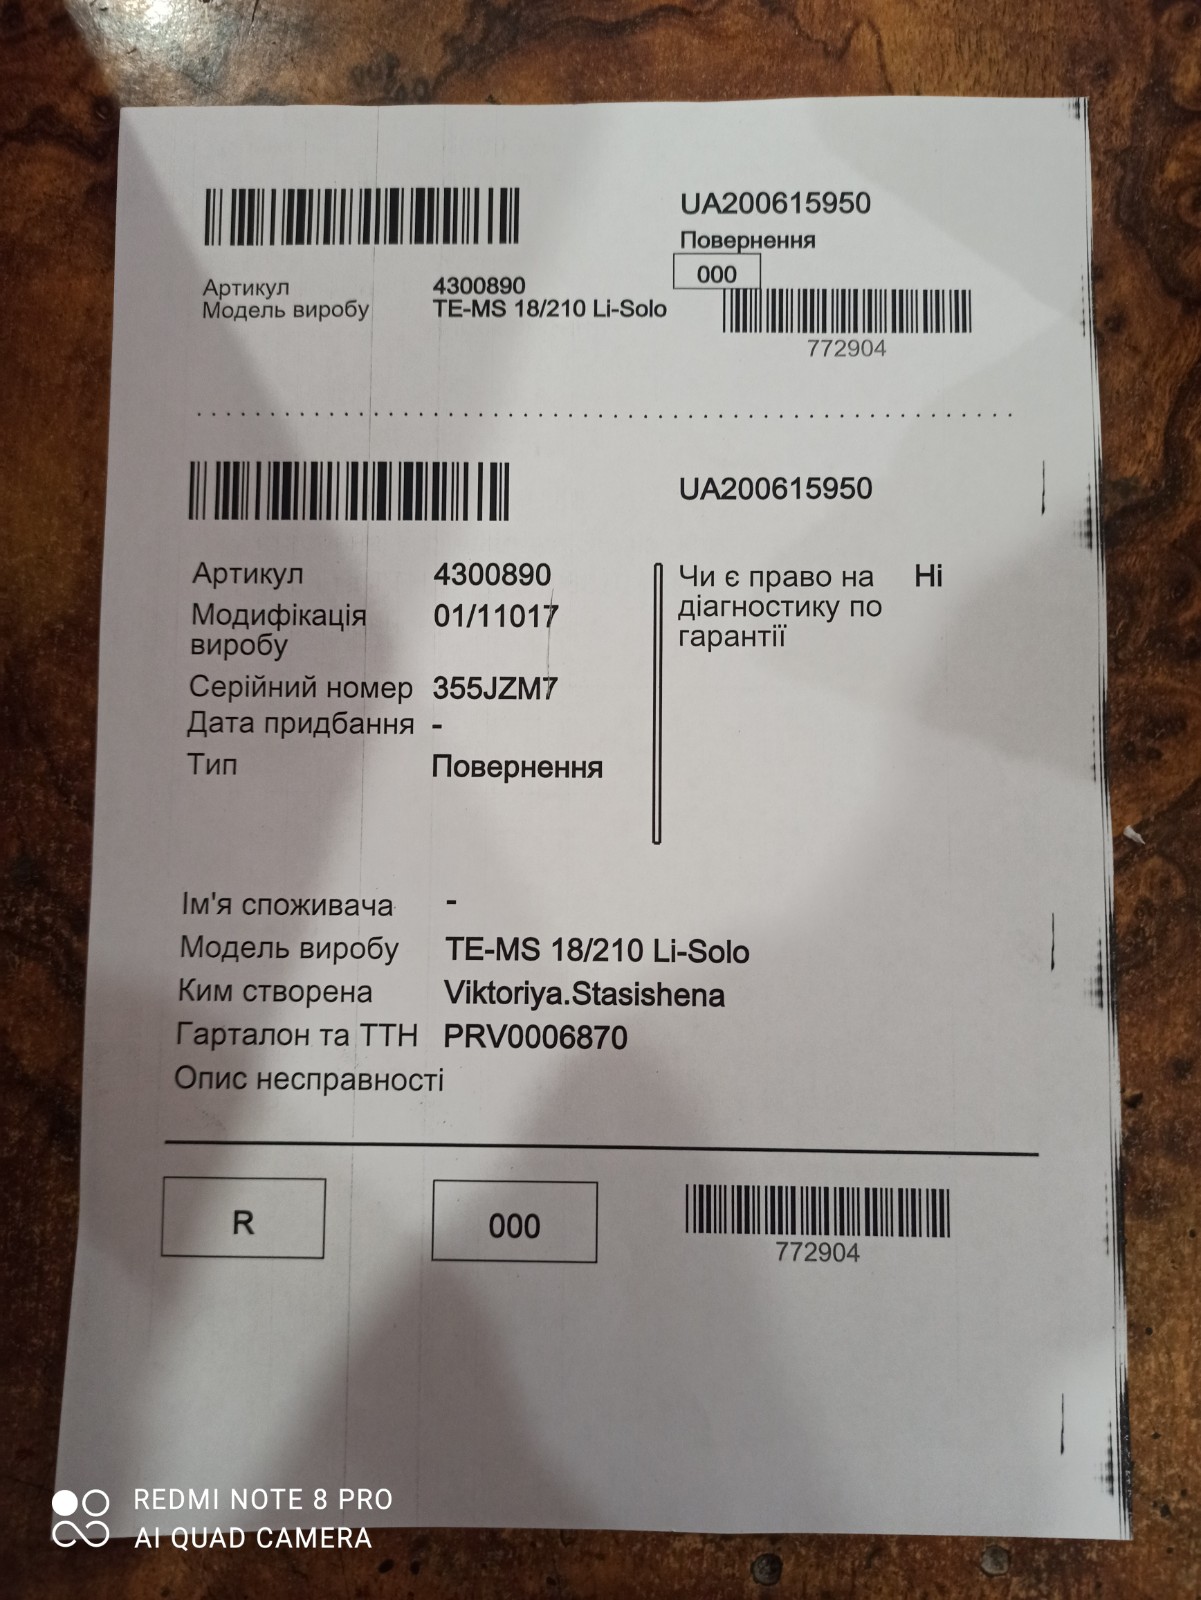 UA200615950
Повернення
000
Артикул 4300890
Модель виробу TE-MS 18/210 Li-Solo
772904
UA200615950
Артикул 4300890
Модифікація виробу 01/11017
Серійний номер 355JZM7
Дата придбання -
Тип Повернення
Чи є право на Ні
діагностику по
гарантії
Ім'я споживача -
Модель виробу TE-MS 18/210 Li-Solo
Ким створена Viktoriya.Stasishena
Гарталон та ТТН PRV0006870
Опис несправності
R
000
772904
REDMI NOTE 8 PRO
AI QUAD CAMERA